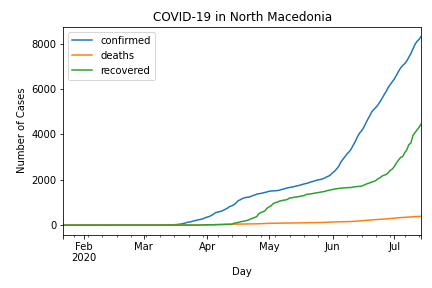 COVID-19 in North Macedonia
confirmed
deaths
recovered
Number of Cases
8000
6000
4000
2000
0
Feb Mar Apr May Jun Jul
2020
Day